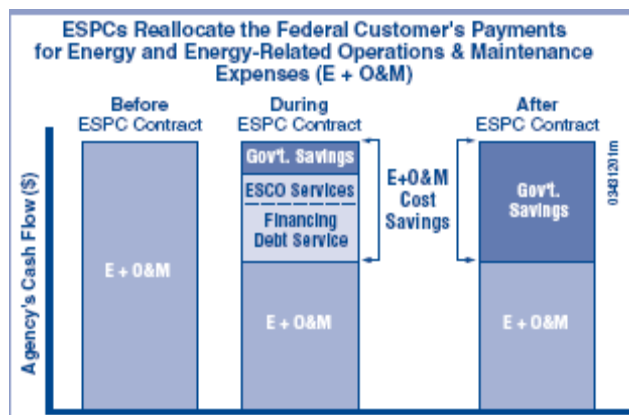 ESPCs Reallocate the Federal Customer's Payments
for Energy and Energy-Related Operations & Maintenance
Expenses (E + O&M)
Before
ESPC Contract
During
ESPC Contract
After
ESPC Contract
Agency's Cash Flow ($)
E + O&M
Gov't. Savings
ESCO Services
Financing
Debt Service
E + O&M
E+O&M
Cost
Savings
Gov't.
Savings
E + O&M
03431201m